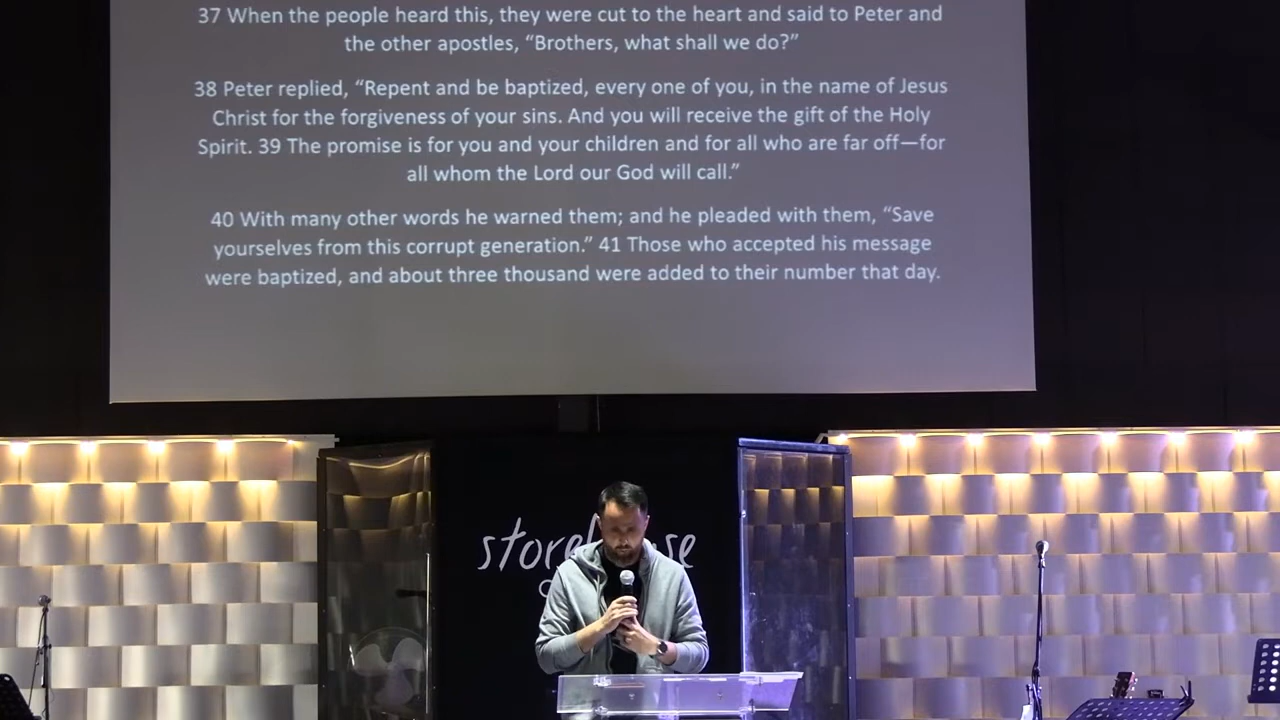 37 When the people heard this, they were cut to the heart and said to Peter and
the other apostles, “Brothers, what shall we do?”
38 Peter replied, “Repent and be baptized, every one of you, in the name of Jesus
Christ for the forgiveness of your sins. And you will receive the gift of the Holy
Spirit. 39 The promise is for you and your children and for all who are far off—for
all whom the Lord our God will call.”
40 With many other words he warned them; and he pleaded with them, “Save
yourselves from this corrupt generation.” 41 Those who accepted his message
were baptized, and about three thousand were added to their number that day.